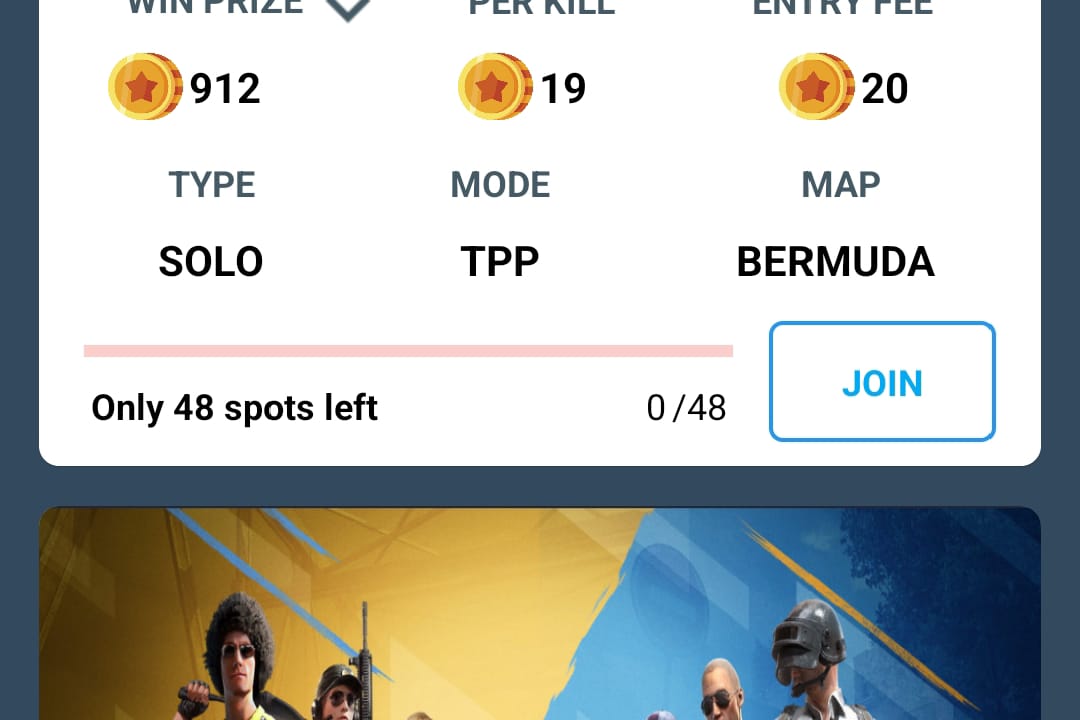 WIN PRIZE PER KILL ENTRY FEE
912 19 20
TYPE MODE MAP
SOLO TPP BERMUDA
Only 48 spots left 0/48
JOIN